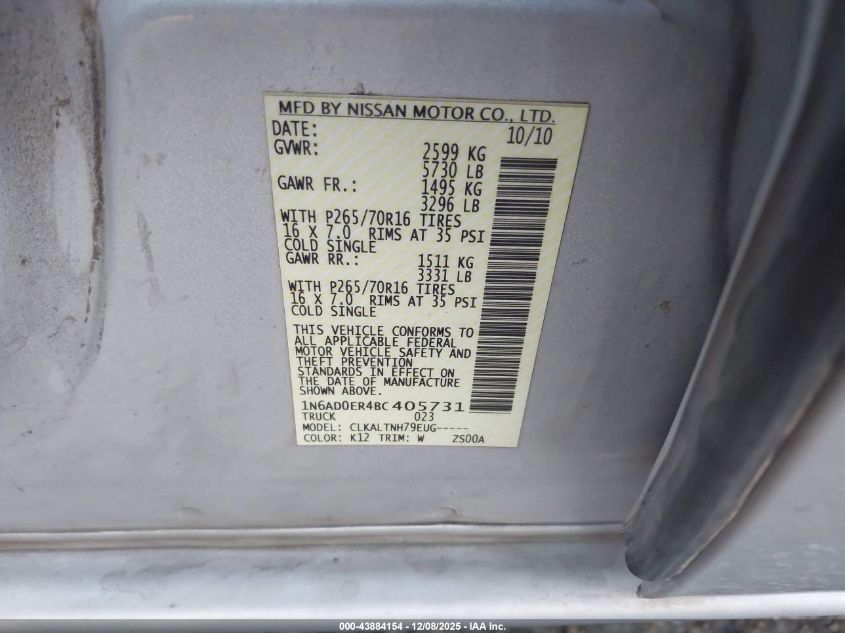 MFD BY NISSAN MOTOR CO., LTD.
DATE: 10/10
GVWR: 2599 KG
5730 LB
GAWR FR.: 1495 KG
3296 LB
WITH P265/70R16 TIRES
16 X 7.0 RIMS AT 35 PSI
COLD SINGLE
GAWR RR.: 1511 KG
3331 LB
WITH P265/70R16 TIRES
16 X 7.0 RIMS AT 35 PSI
COLD SINGLE
THIS VEHICLE CONFORMS TO
ALL APPLICABLE FEDERAL
MOTOR VEHICLE SAFETY AND
THEFT PREVENTION
STANDARDS IN EFFECT ON
THE DATE OF MANUFACTURE
SHOWN ABOVE.
1N6AD0ER4BC405731
TRUCK 023
MODEL: CLKALTNH79EUG-----
COLOR: K12 TRIM: W ZS00A
000-43884154 - 12/08/2025 - IAA Inc.